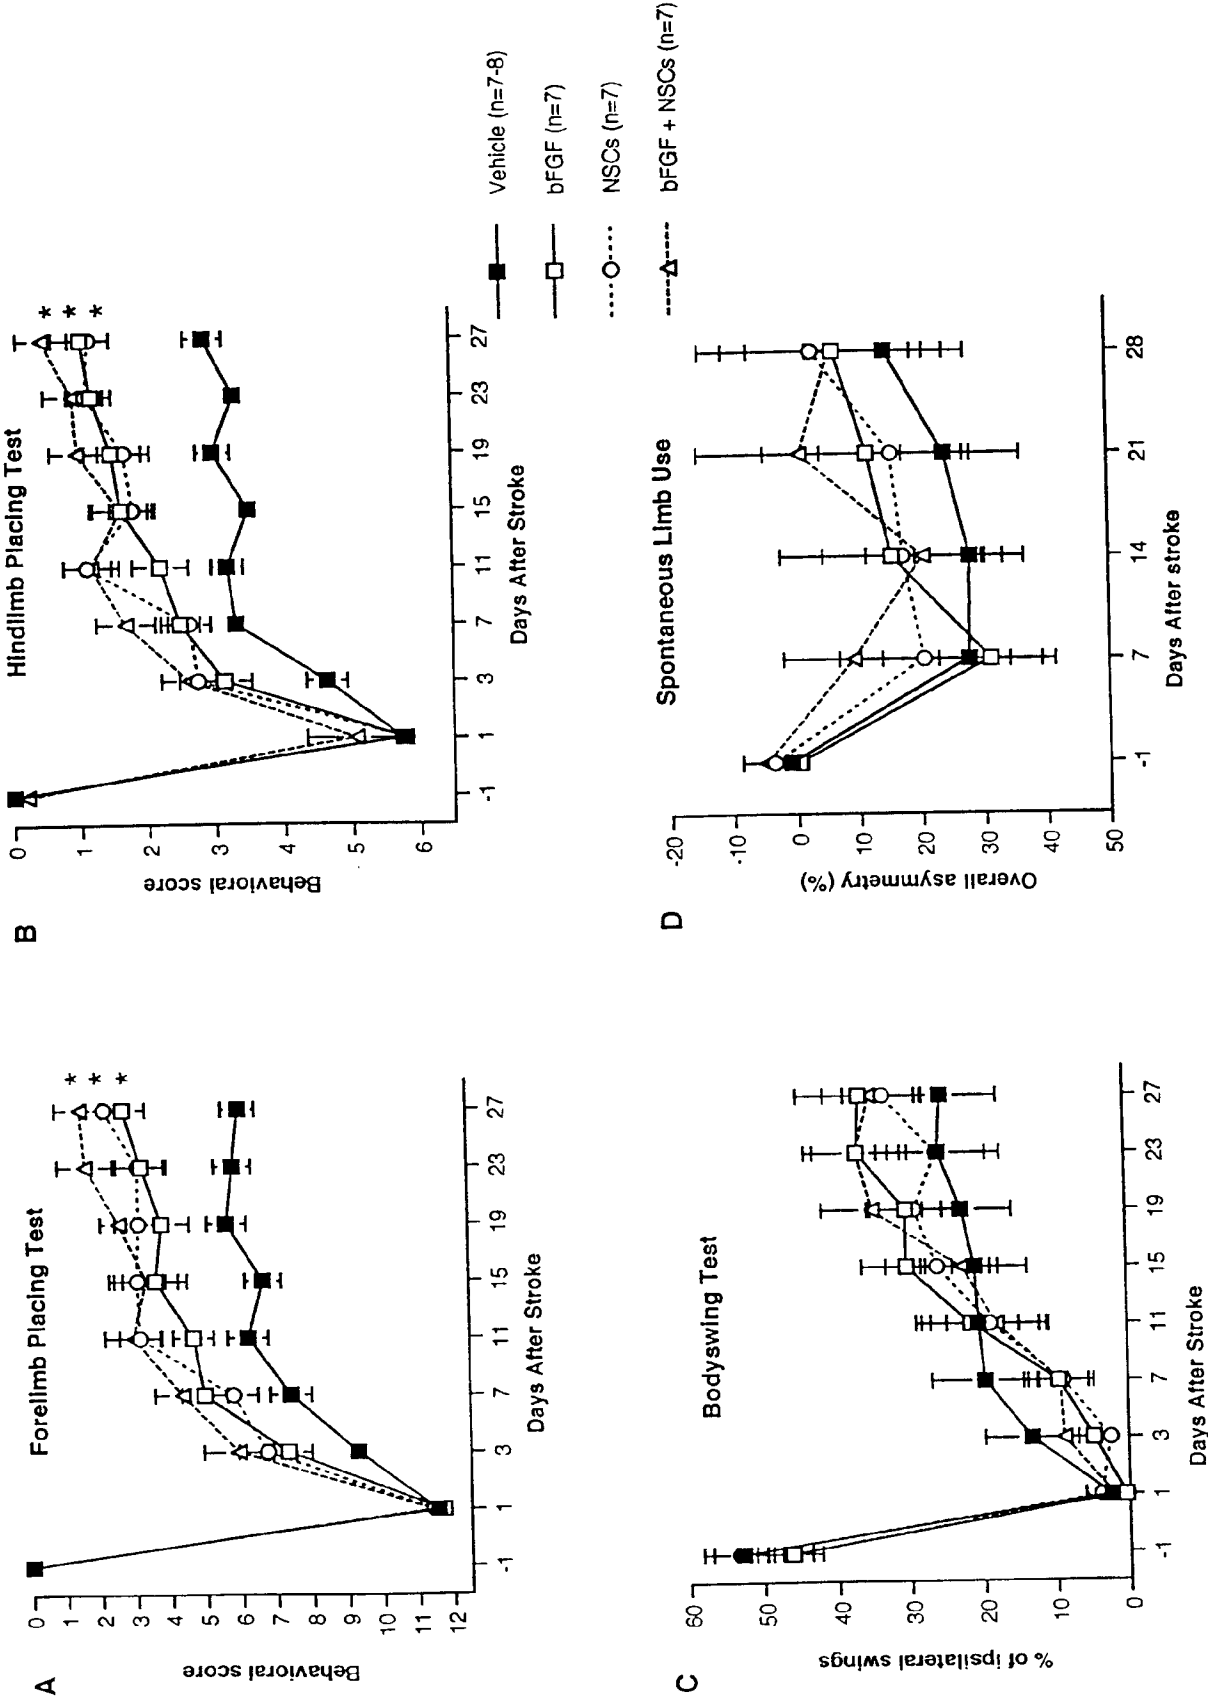 A
Forelimb Placing Test
Behavioral score
0
1
2
3
4
5
6
7
8
9
10
11
12
* * *
-1 1 3 7 11 15 19 23 27
Days After Stroke
B
Hindlimb Placing Test
Behavioral score
0
1
2
3
4
5
6
* * *
-1 1 3 7 11 15 19 23 27
Days After Stroke
Vehicle (n=7-8)
bFGF (n=7)
NSCs (n=7)
bFGF + NSCs (n=7)
C
Bodyswing Test
% of ipsilateral swings
60
50
40
30
20
10
0
-1 1 3 7 11 15 19 23 27
Days After Stroke
D
Spontaneous Limb Use
Overall asymmetry (%)
-20
-10
0
10
20
30
40
50
-1 7 14 21 28
Days After stroke